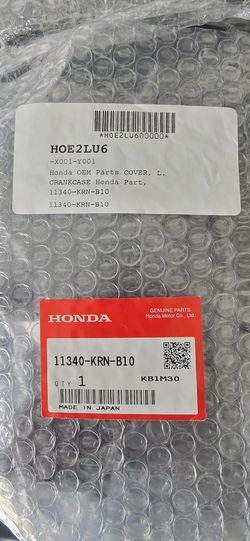 *HOE2LU600000*
HOE2LU6
-X001-Y001
Honda OEM Parts COVER, L.
CRANKCASE Honda Part,
11340-KRN-B10
11340-KRN-B10
HONDA
GENUINE PARTS
Honda Motor Co., Ltd.
11340-KRN-B10
QTY 1
KB1M30
MADE IN JAPAN